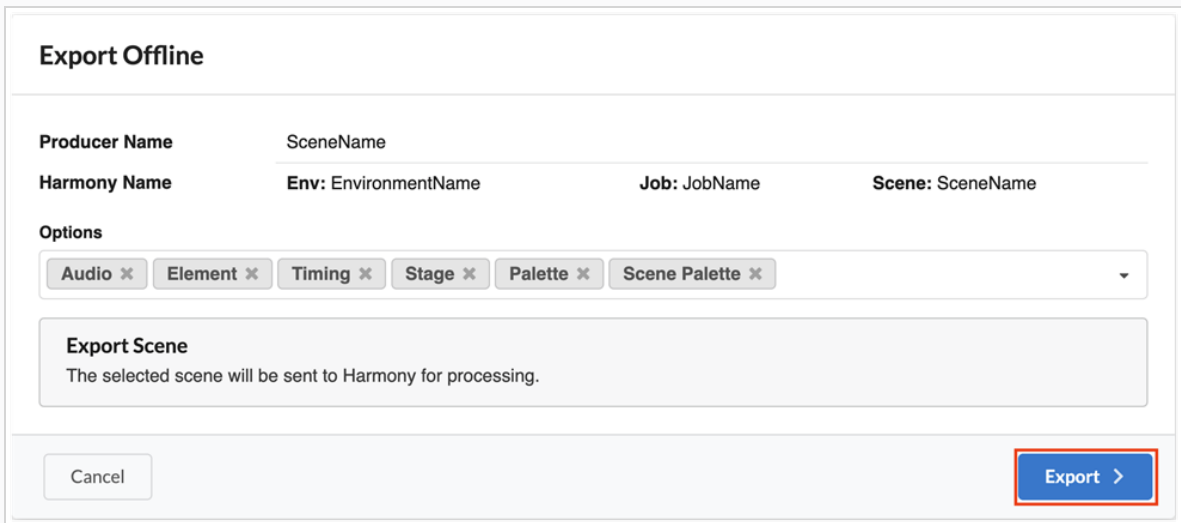 Export Offline
Producer Name SceneName
Harmony Name Env: EnvironmentName Job: JobName Scene: SceneName
Options
Audio Element Timing Stage Palette Scene Palette
Export Scene
The selected scene will be sent to Harmony for processing.
Cancel Export